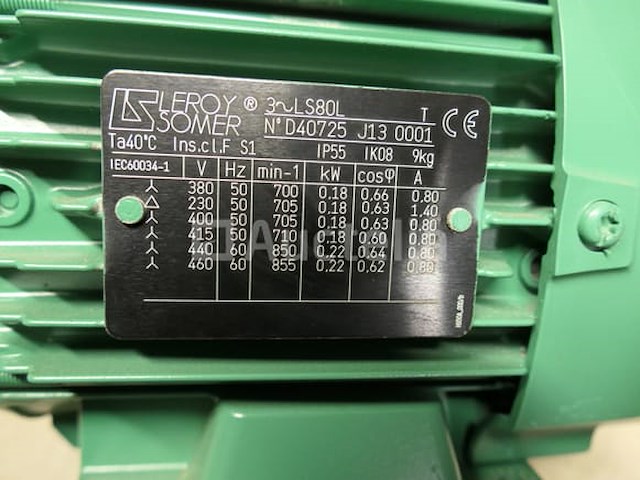 LEROY® 3~LS80L T
SOMER N°D40725 J13 0001 CE
Ta40°C Ins.cl.F S1 IP55 IK08 9kg
IEC60034-1 V Hz min-1 kW cosφ A
380 50 700 0.18 0.66 0.80
△ 230 50 705 0.18 0.63 1.40
400 50 705 0.18 0.63 0.80
415 50 710 0.18 0.60 0.80
440 60 850 0.22 0.64 0.80
460 60 855 0.22 0.62 0.80